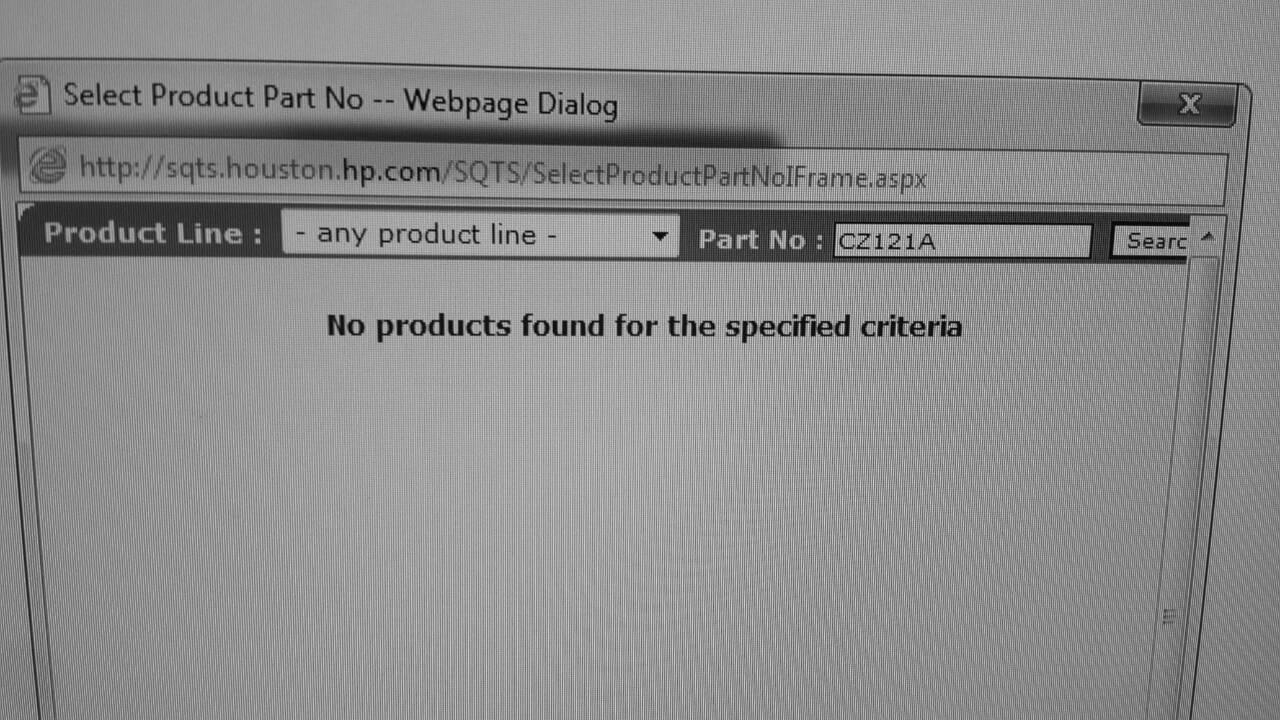 Select Product Part No -- Webpage Dialog
X
http://sqts.houston.hp.com/SQTS/SelectProductPartNoIFrame.aspx
Product Line : - any product line - Part No : CZ121A Searc
No products found for the specified criteria